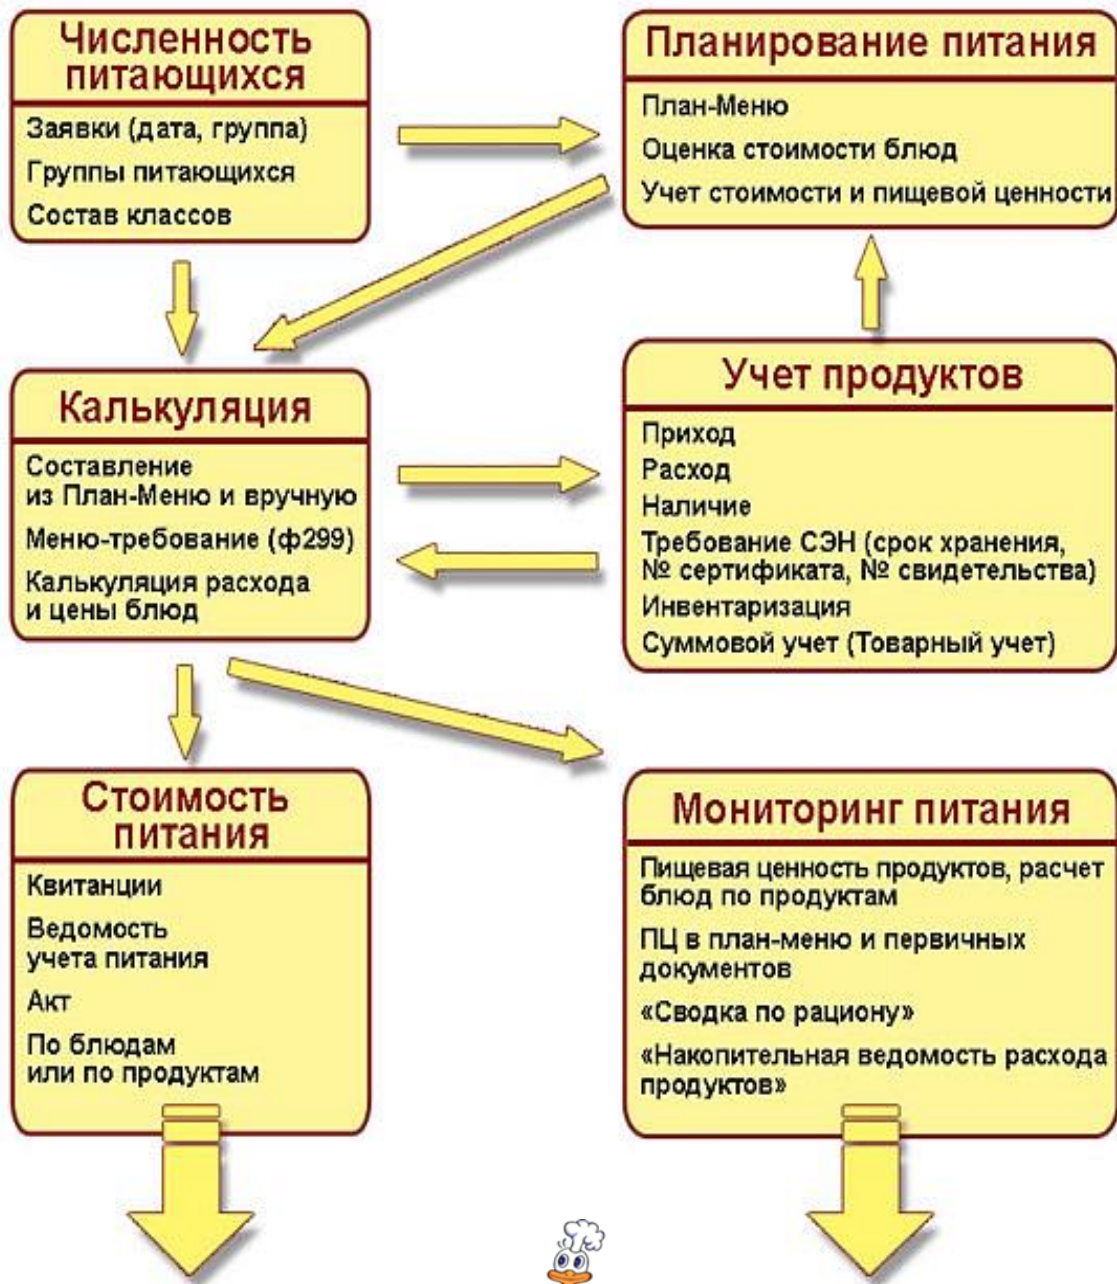 Численность
питающихся
Заявки (дата, группа)
Группы питающихся
Состав классов
Планирование питания
План-Меню
Оценка стоимости блюд
Учет стоимости и пищевой ценности
Калькуляция
Составление
из План-Меню и вручную
Меню-требование (ф299)
Калькуляция расхода
и цены блюд
Учет продуктов
Приход
Расход
Наличие
Требование СЭН (срок хранения,
№ сертификата, № свидетельства)
Инвентаризация
Суммовой учет (Товарный учет)
Стоимость
питания
Квитанции
Ведомость
учета питания
Акт
По блюдам
или по продуктам
Мониторинг питания
Пищевая ценность продуктов, расчет
блюд по продуктам
ПЦ в план-меню и первичных
документов
«Сводка по рациону»
«Накопительная ведомость расхода
продуктов»